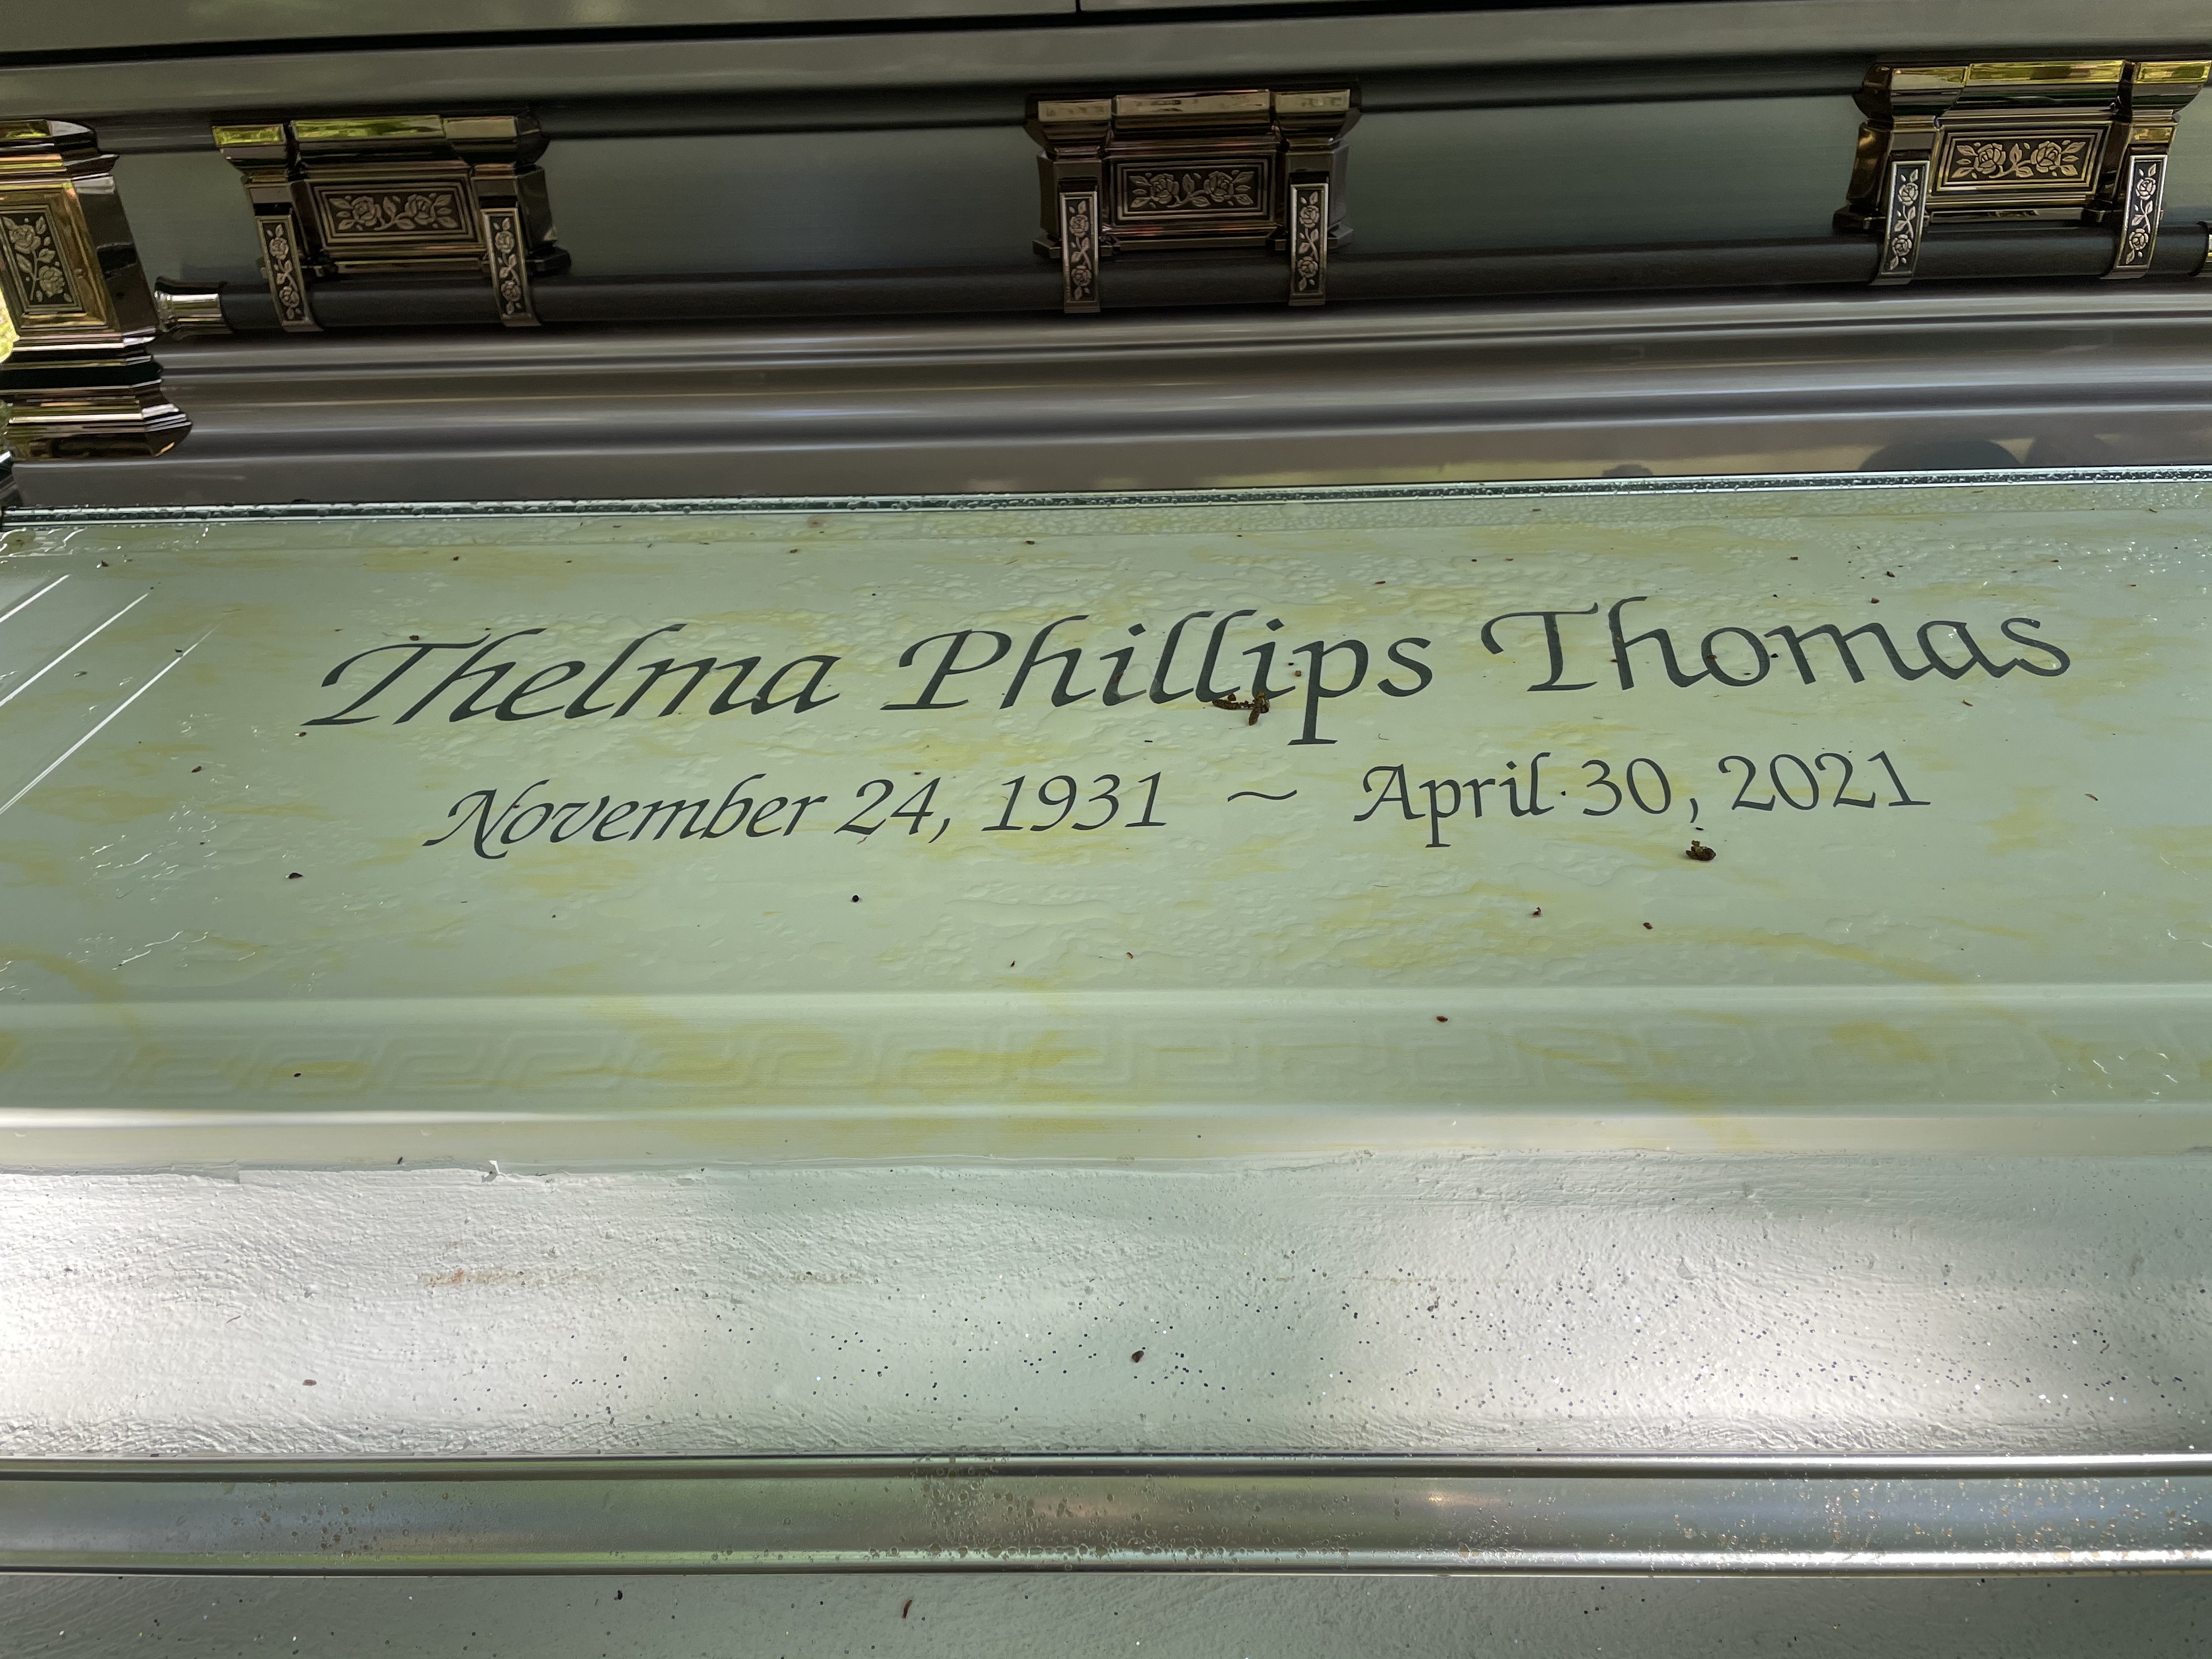 Thelma Phillips Thomas
November 24, 1931 ~ April 30, 2021